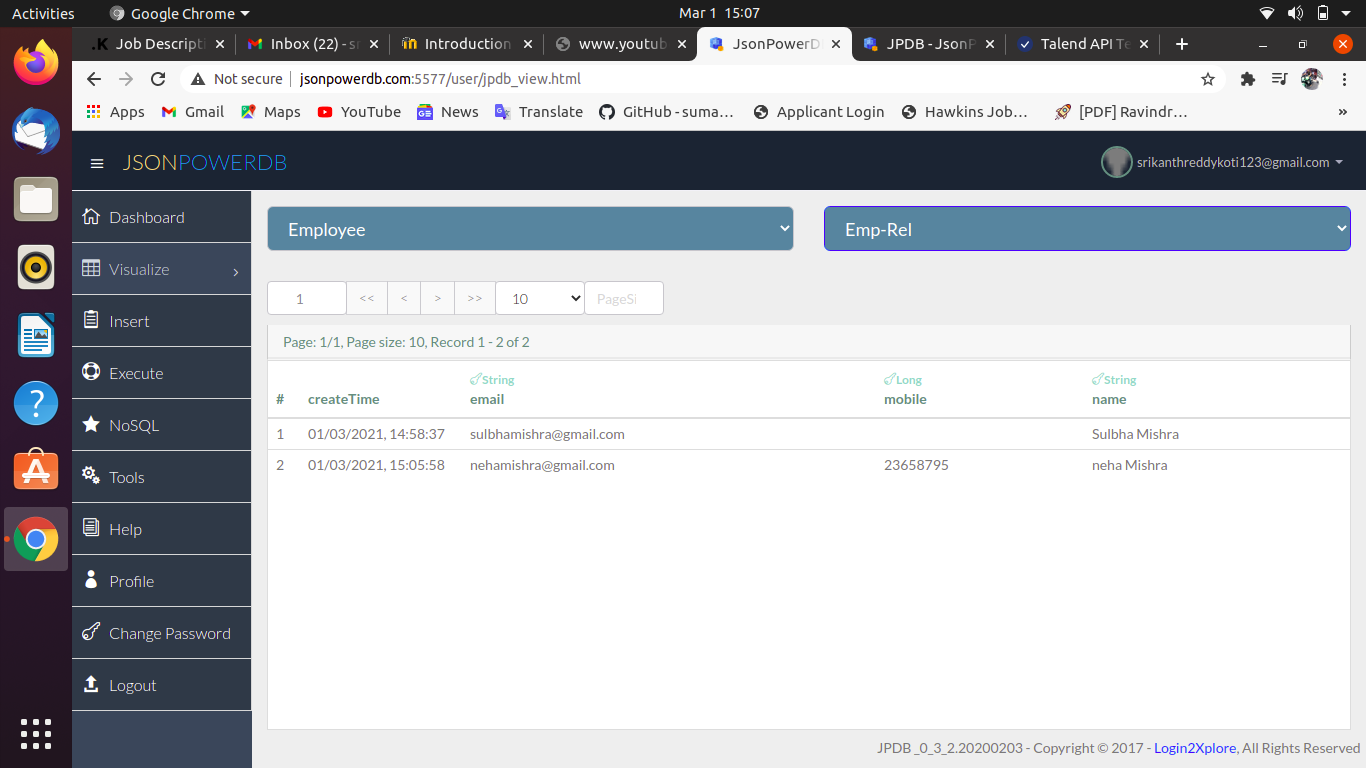 Activities Google Chrome Mar 1 15:07
.K Job Descripti Inbox (22) - sr Introduction www.youtub JsonPowerD JPDB - JsonP Talend API Te
Not secure jsonpowerdb.com:5577/user/jpdb_view.html
Apps Gmail Maps YouTube News Translate GitHub - suma... Applicant Login Hawkins Job... [PDF] Ravindr... »
JSONPOWERDB srikanthreddykoti123@gmail.com
Dashboard
Visualize
Insert
Execute
NoSQL
Tools
Help
Profile
Change Password
Logout
Employee Emp-Rel
1 << < > >> 10 PageSi
Page: 1/1, Page size: 10, Record 1 - 2 of 2
String Long String
# createTime email mobile name
1 01/03/2021, 14:58:37 sulbhamishra@gmail.com Sulbha Mishra
2 01/03/2021, 15:05:58 nehamishra@gmail.com 23658795 neha Mishra
JPDB _0_3_2.20200203 - Copyright © 2017 - Login2Xplore, All Rights Reserved